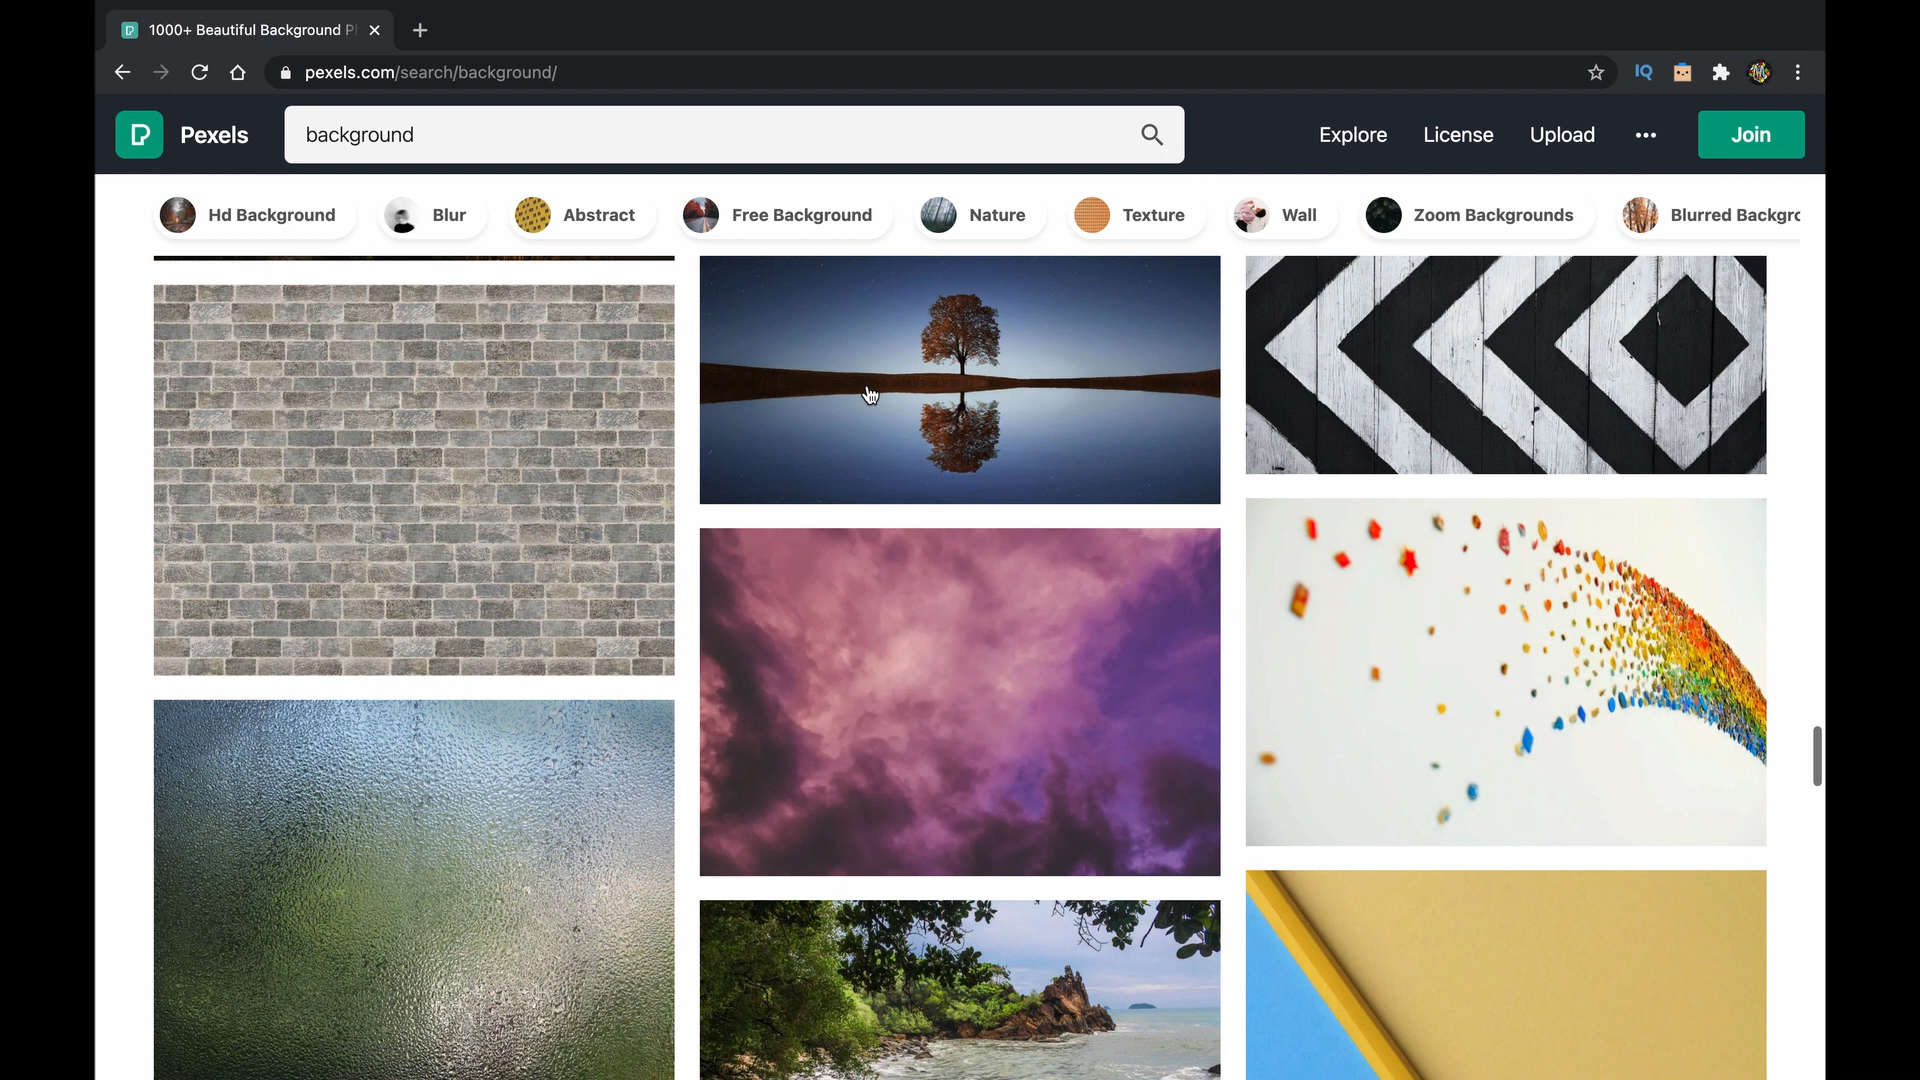 1000+ Beautiful Background
pexels.com/search/background/
IQ
Pexels
background
Explore
License
Upload
Join
Hd Background
Blur
Abstract
Free Background
Nature
Texture
Wall
Zoom Backgrounds
Blurred Backgro